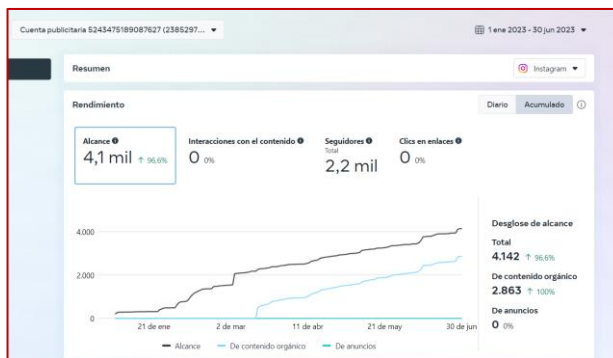 Cuenta publicitaria 5243475189087627 (2385297... 
1 ene 2023 - 30 jun 2023
Resumen
Instagram
Rendimiento
Diario
Acumulado
Alcance
4,1 mil ↑ 96,6%
Interacciones con el contenido
0 0%
Seguidores
Total
2,2 mil
Clics en enlaces
0 0%
4.000
2.000
0
21 de ene
2 de mar
11 de abr
21 de may
30 de jun
Alcance
De contenido orgánico
De anuncios
Desglose de alcance
Total
4.142 ↑ 96,6%
De contenido orgánico
2.863 ↑ 100%
De anuncios
0 0%